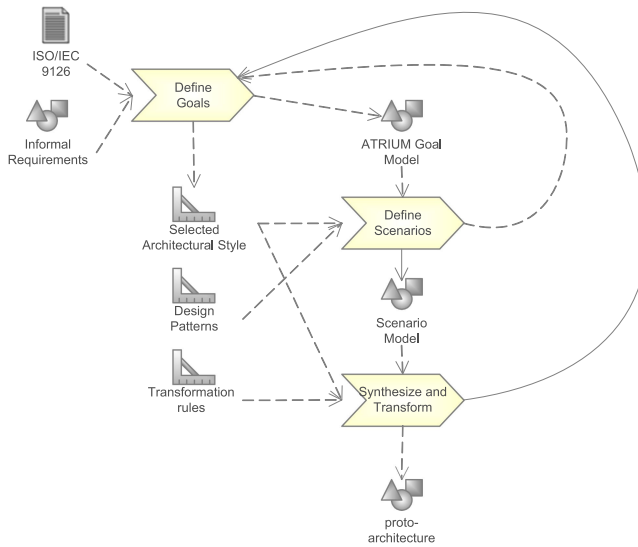 ISO/IEC
9126
Define
Goals
Informal
Requirements
ATRIUM Goal
Model
Selected
Architectural Style
Define
Scenarios
Design
Patterns
Scenario
Model
Transformation
rules
Synthesize and
Transform
proto-
architecture